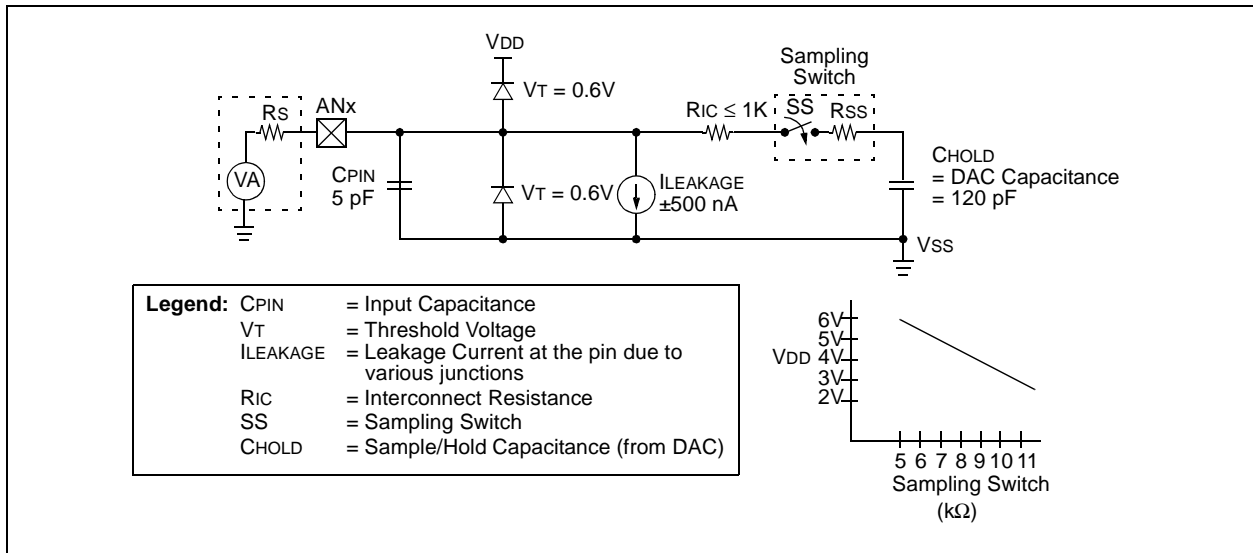 VDD
Sampling
Switch
VT = 0.6V
RIC ≤ 1K
SS
RSS
RS
ANx
VA
CPIN
5 pF
VT = 0.6V
ILEAKAGE
±500 nA
CHOLD
= DAC Capacitance
= 120 pF
VSS
Legend: CPIN = Input Capacitance
VT = Threshold Voltage
ILEAKAGE = Leakage Current at the pin due to
various junctions
RIC = Interconnect Resistance
SS = Sampling Switch
CHOLD = Sample/Hold Capacitance (from DAC)
6V
5V
VDD 4V
3V
2V
5 6 7 8 9 10 11
Sampling Switch
(kΩ)